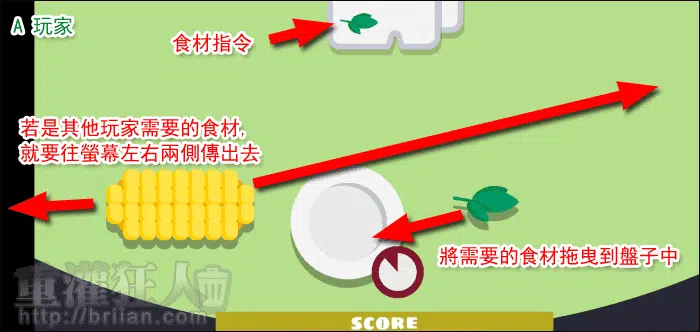 A 玩家
食材指令
若是其他玩家需要的食材,
就要往螢幕左右兩側傳出去
將需要的食材拖曳到盤子中
重灌狂人
http://briian.com
SCORE